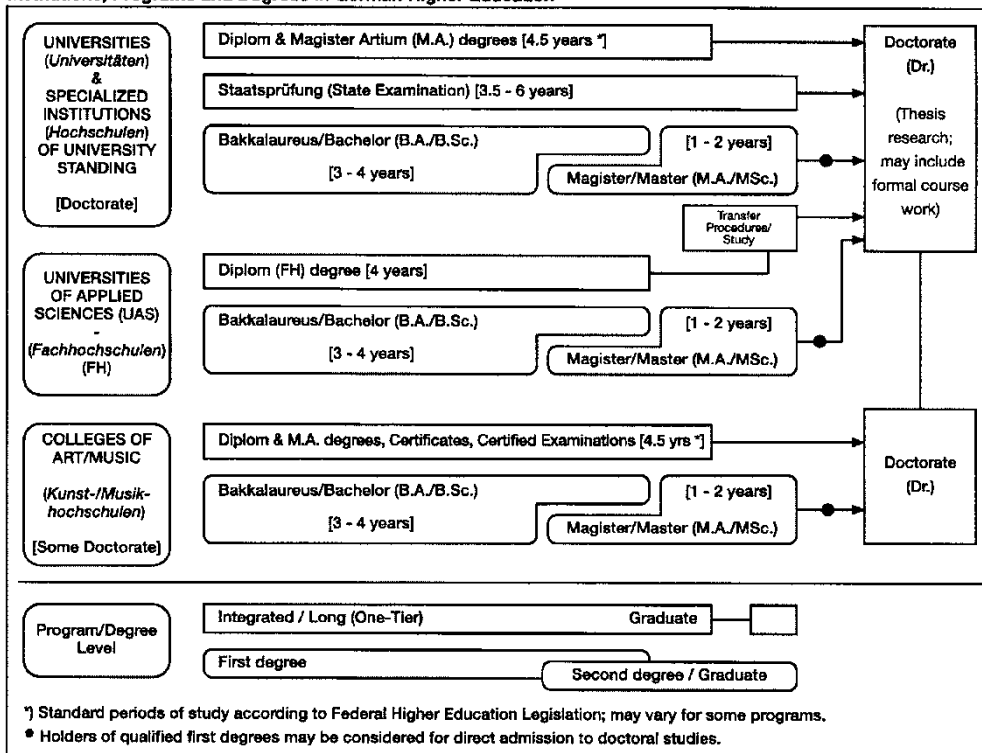 Institutions, Programs and Degrees in German Higher Education
UNIVERSITIES
(Universitäten)
&
SPECIALIZED
INSTITUTIONS
(Hochschulen)
OF UNIVERSITY
STANDING
[Doctorate]
Diplom & Magister Artium (M.A.) degrees [4.5 years *]
Staatsprüfung (State Examination) [3.5 - 6 years]
Bakkalaureus/Bachelor (B.A./B.Sc.)
[3 - 4 years]
[1 - 2 years]
Magister/Master (M.A./MSc.)
Transfer
Procedures/
Study
Doctorate
(Dr.)
(Thesis
research;
may include
formal course
work)
UNIVERSITIES
OF APPLIED
SCIENCES (UAS)
-
(Fachhochschulen)
(FH)
Diplom (FH) degree [4 years]
Bakkalaureus/Bachelor (B.A./B.Sc.)
[3 - 4 years]
[1 - 2 years]
Magister/Master (M.A./MSc.)
COLLEGES OF
ART/MUSIC
(Kunst-/Musik-
hochschulen)
[Some Doctorate]
Diplom & M.A. degrees, Certificates, Certified Examinations [4.5 yrs *]
Bakkalaureus/Bachelor (B.A./B.Sc.)
[3 - 4 years]
[1 - 2 years]
Magister/Master (M.A./MSc.)
Doctorate
(Dr.)
Program/Degree
Level
Integrated / Long (One-Tier) Graduate
First degree
Second degree / Graduate
*) Standard periods of study according to Federal Higher Education Legislation; may vary for some programs.
● Holders of qualified first degrees may be considered for direct admission to doctoral studies.